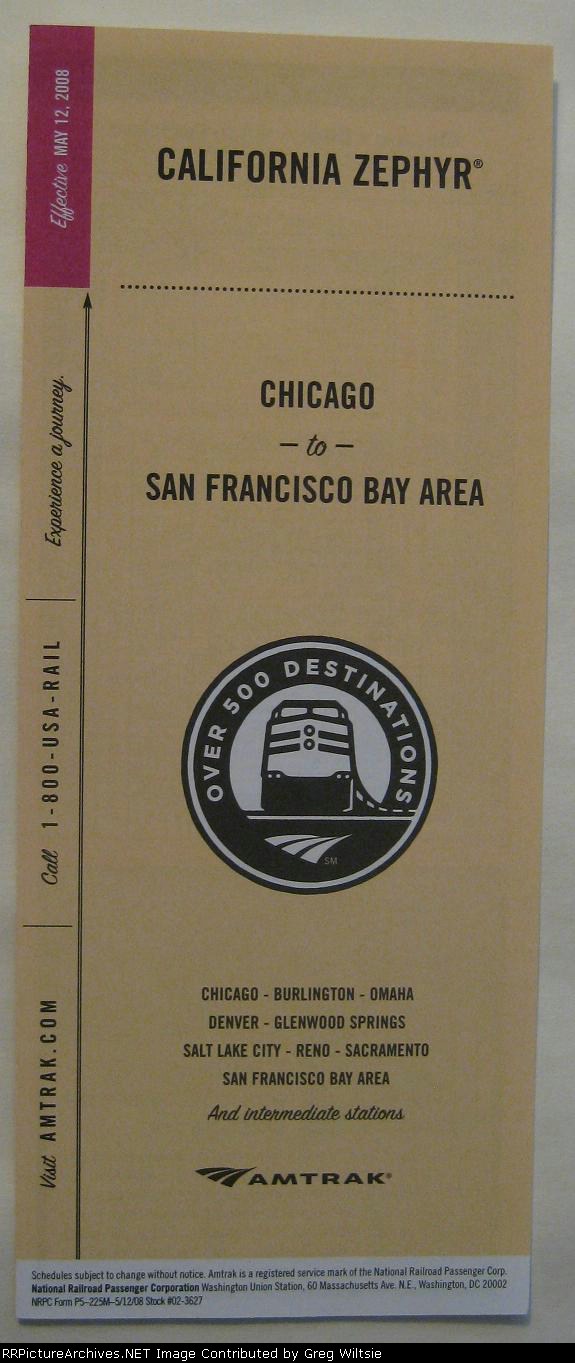 Effective MAY 12, 2008
CALIFORNIA ZEPHYR®
CHICAGO
– to –
SAN FRANCISCO BAY AREA
Experience a journey.
Call 1-800-USA-RAIL
Visit AMTRAK.COM
OVER 500 DESTINATIONS
SM
CHICAGO - BURLINGTON - OMAHA
DENVER - GLENWOOD SPRINGS
SALT LAKE CITY - RENO - SACRAMENTO
SAN FRANCISCO BAY AREA
And intermediate stations
AMTRAK®
Schedules subject to change without notice. Amtrak is a registered service mark of the National Railroad Passenger Corp.
National Railroad Passenger Corporation Washington Union Station, 60 Massachusetts Ave. N.E., Washington, DC 20002
NRPC Form P5–225M–5/12/08 Stock #02-3627
RRPictureArchives.NET Image Contributed by Greg Wiltsie